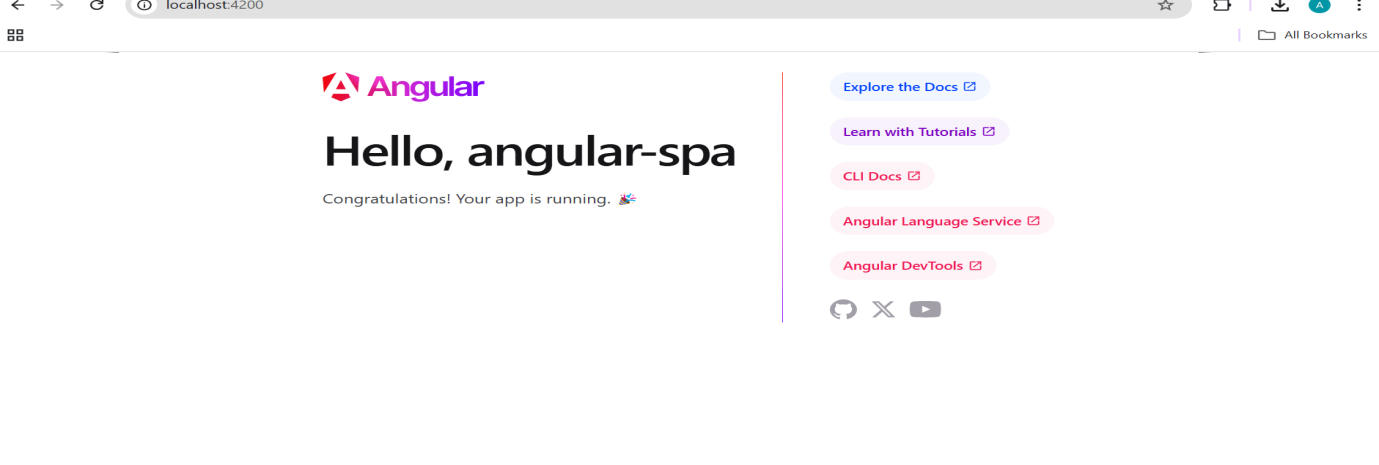 localhost:4200
A
All Bookmarks
Angular
Hello, angular-spa
Congratulations! Your app is running. 🎉
Explore the Docs
Learn with Tutorials
CLI Docs
Angular Language Service
Angular DevTools